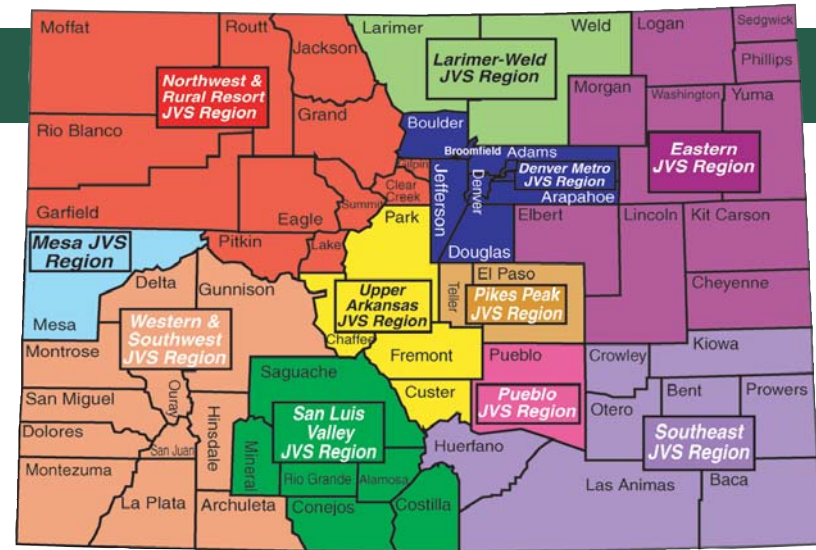 Moffat
Routt
Jackson
Larimer
Weld
Logan
Sedgwick
Phillips
Northwest &
Rural Resort
JVS Region
Larimer-Weld
JVS Region
Morgan
Washington
Yuma
Rio Blanco
Grand
Boulder
Broomfield
Adams
Eastern
JVS Region
Gilpin
Clear
Creek
Jefferson
Denver
Denver Metro
JVS Region
Arapahoe
Garfield
Eagle
Summit
Park
Douglas
Elbert
Lincoln
Kit Carson
Mesa JVS
Region
Pitkin
Lake
Mesa
Delta
Gunnison
Upper
Arkansas
JVS Region
Teller
El Paso
Pikes Peak
JVS Region
Cheyenne
Western &
Southwest
JVS Region
Chaffee
Montrose
Fremont
Pueblo
Crowley
Kiowa
Saguache
San Miguel
Ouray
Custer
Pueblo
JVS Region
Otero
Bent
Prowers
Dolores
San Juan
Hinsdale
Mineral
San Luis
Valley
JVS Region
Huerfano
Southeast
JVS Region
Montezuma
La Plata
Archuleta
Rio Grande
Alamosa
Conejos
Costilla
Las Animas
Baca